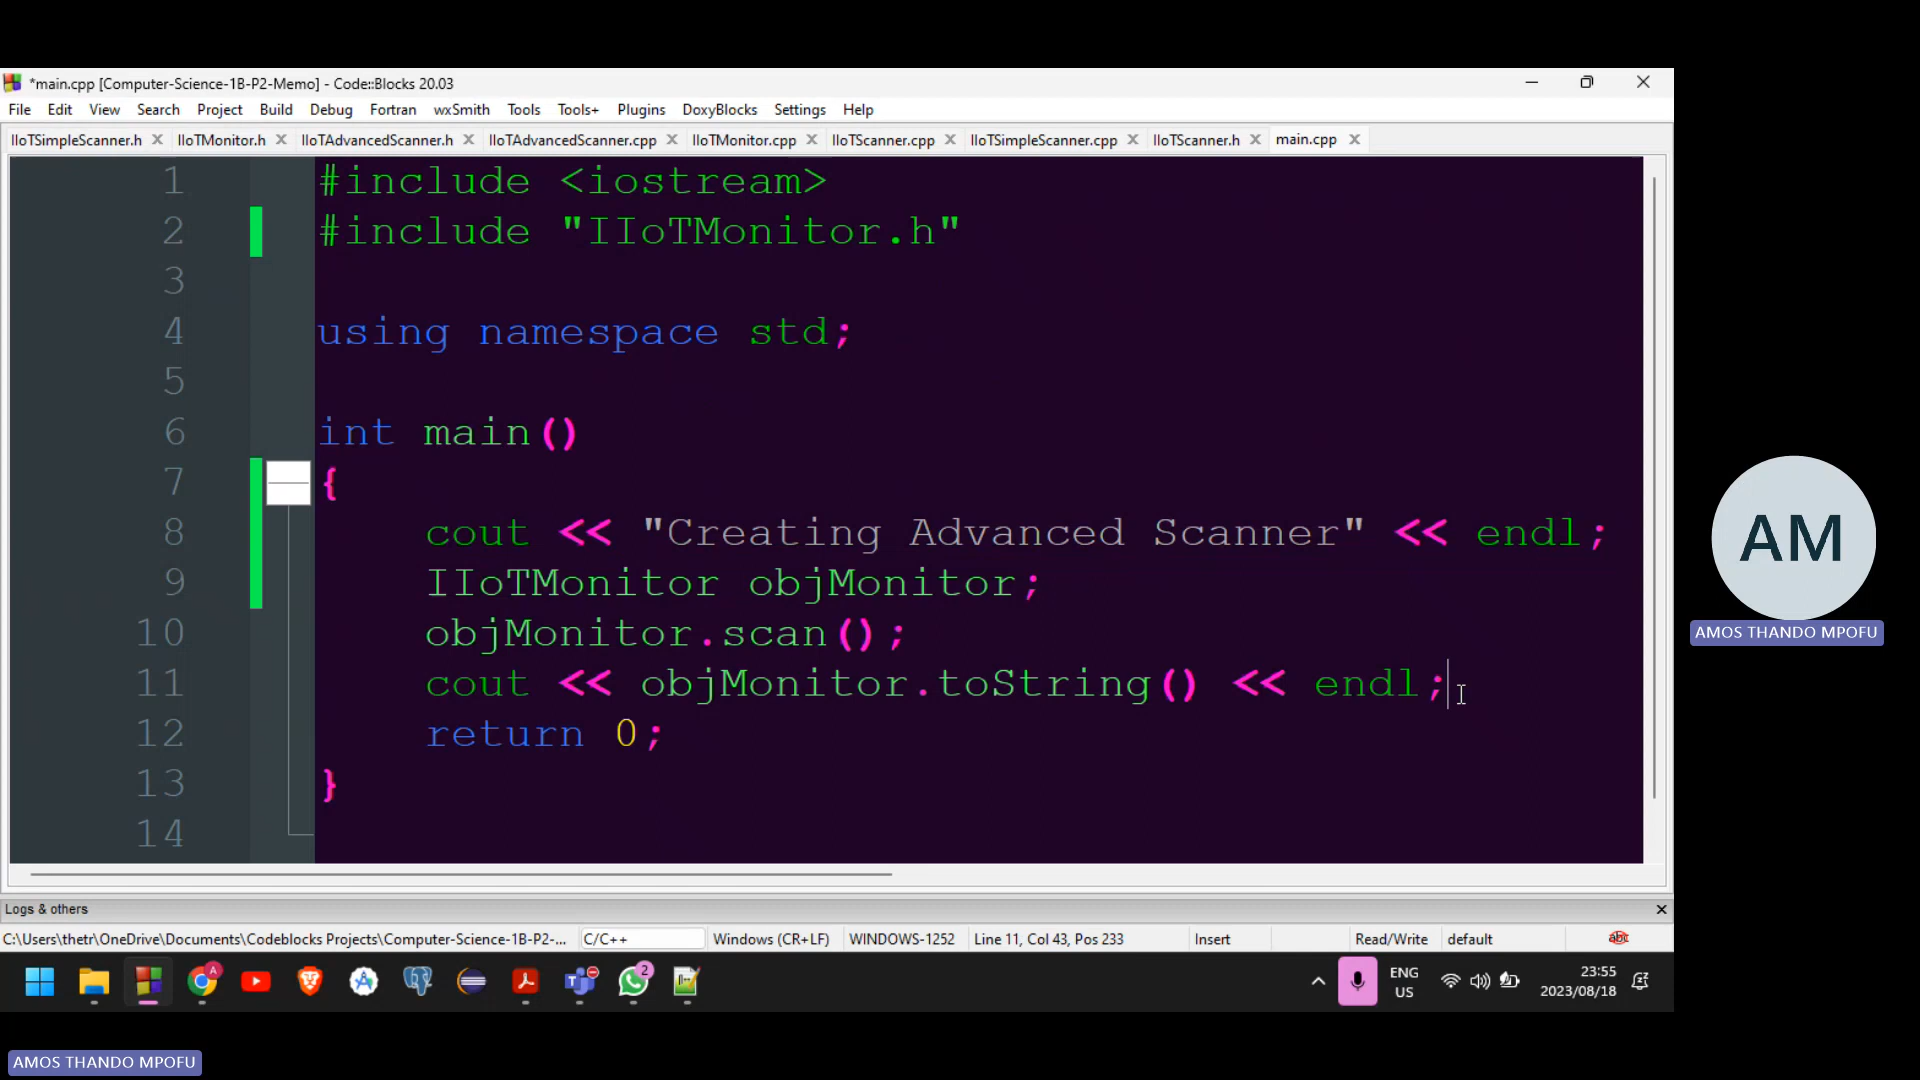 *main.cpp [Computer-Science-1B-P2-Memo] - Code::Blocks 20.03
File Edit View Search Project Build Debug Fortran wxSmith Tools Tools+ Plugins DoxyBlocks Settings Help
IIoTSimpleScanner.h IIoTMonitor.h IIoTAdvancedScanner.h IIoTAdvancedScanner.cpp IIoTMonitor.cpp IIoTScanner.cpp IIoTSimpleScanner.cpp IIoTScanner.h main.cpp
1 #include <iostream>
2 #include "IIoTMonitor.h"
3
4 using namespace std;
5
6 int main()
7 {
8 cout << "Creating Advanced Scanner" << endl;
9 IIoTMonitor objMonitor;
10 objMonitor.scan();
11 cout << objMonitor.toString() << endl;
12 return 0;
13 }
14
Logs & others
C:\Users\thetr\OneDrive\Documents\Codeblocks Projects\Computer-Science-1B-P2-... C/C++ Windows (CR+LF) WINDOWS-1252 Line 11, Col 43, Pos 233 Insert Read/Write default abc
A 2 ENG
US
23:55
2023/08/18
AM
AMOS THANDO MPOFU
AMOS THANDO MPOFU